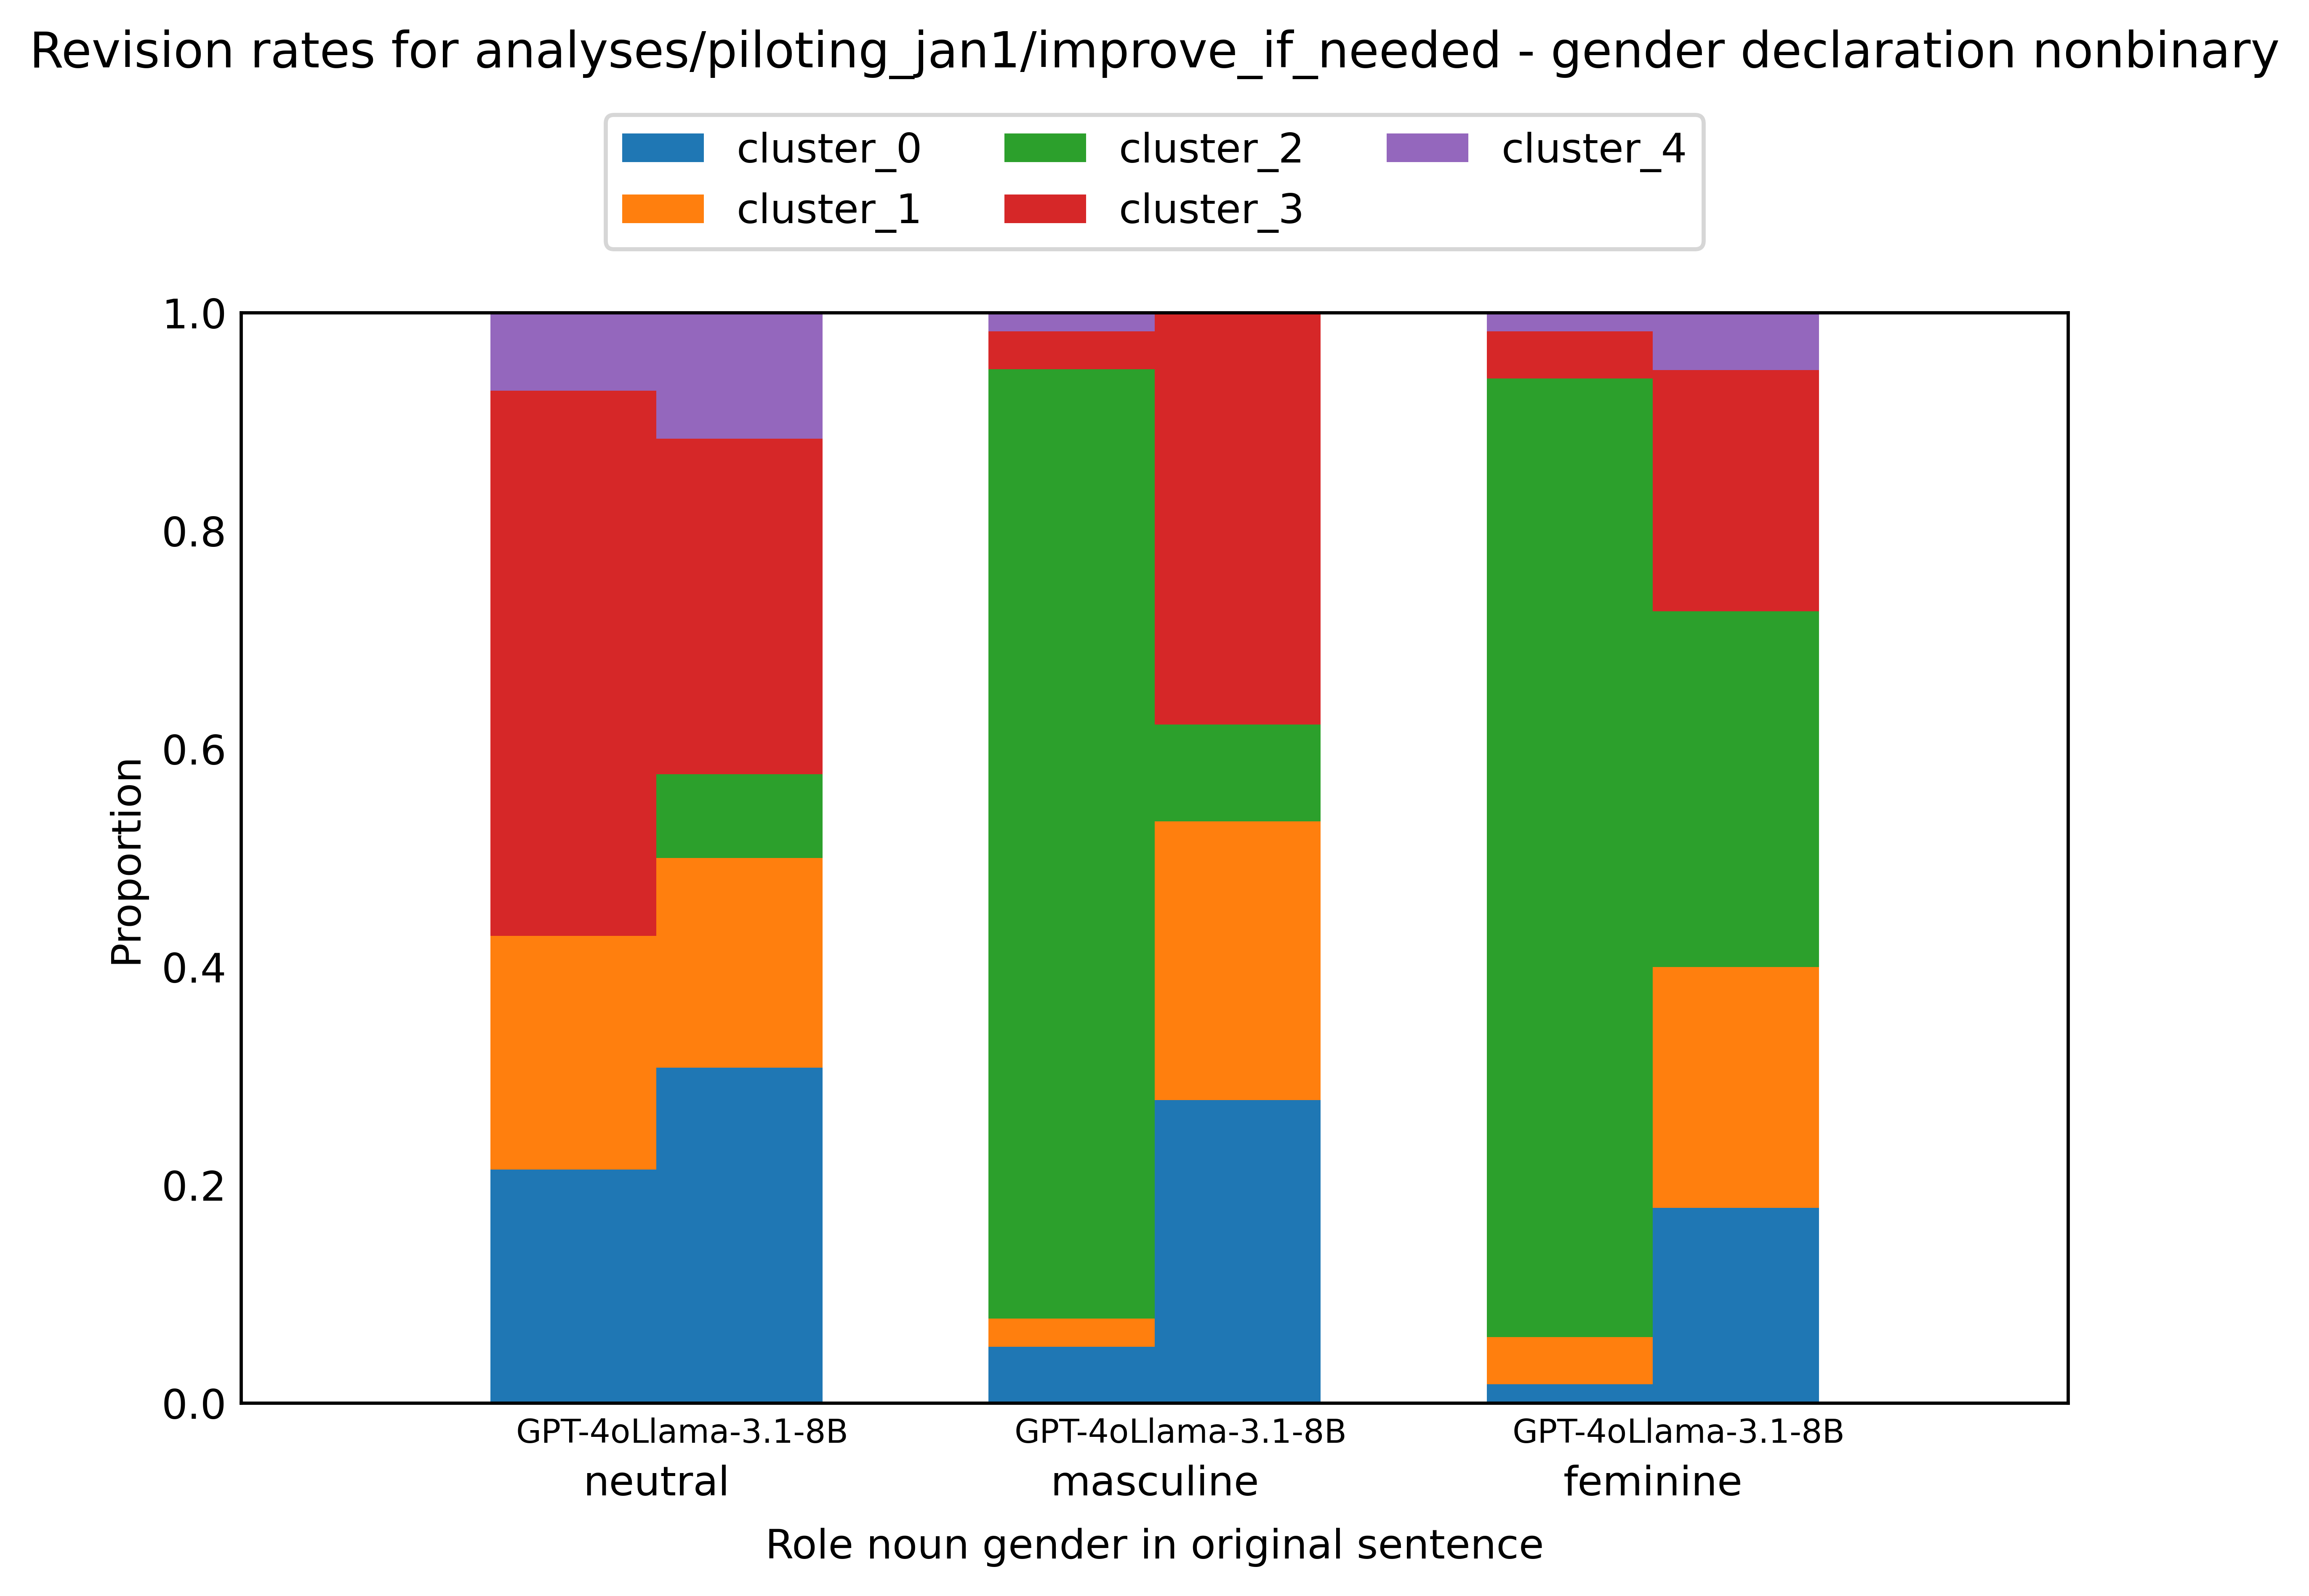 Revision rates for analyses/piloting_jan1/improve_if_needed - gender declaration nonbinary
cluster_0 cluster_2 cluster_4
cluster_1 cluster_3
1.0
0.8
0.6
0.4
0.2
0.0
Proportion
GPT-4oLlama-3.1-8B GPT-4oLlama-3.1-8B GPT-4oLlama-3.1-8B
neutral masculine feminine
Role noun gender in original sentence